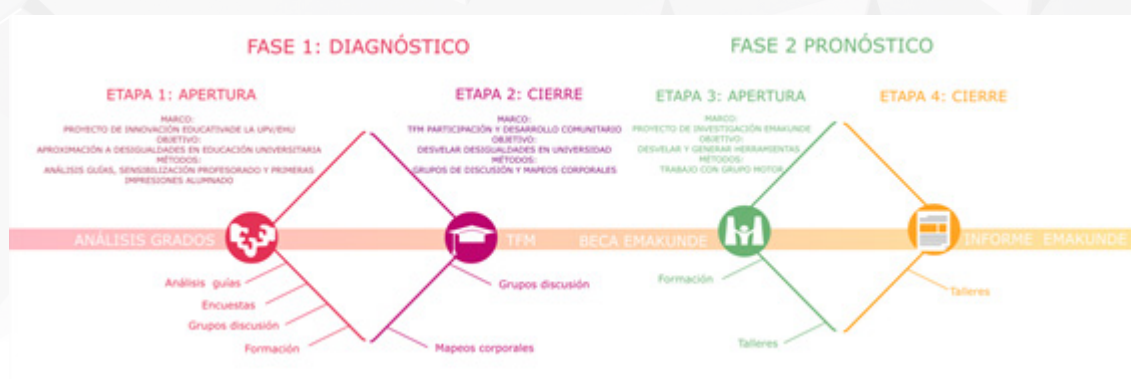 FASE 1: DIAGNÓSTICO
FASE 2 PRONÓSTICO
ETAPA 1: APERTURA
MARCO:
PROYECTO DE INNOVACIÓN EDUCATIVADE LA UPV/EHU
OBJETIVO:
APROXIMACIÓN A DESIGUALDADES EN EDUCACIÓN UNIVERSITARIA
MÉTODOS:
ANÁLISIS GUÍAS, SENSIBILIZACIÓN PROFESORADO Y PRIMERAS
IMPRESIONES ALUMNADO
ETAPA 2: CIERRE
MARCO:
TFM PARTICIPACIÓN Y DESARROLLO COMUNITARIO
OBJETIVO:
DESVELAR DESIGUALDADES EN UNIVERSIDAD
MÉTODOS:
GRUPOS DE DISCUSIÓN Y MAPEOS CORPORALES
ETAPA 3: APERTURA
MARCO:
PROYECTO DE INVESTIGACIÓN EMAKUNDE
OBJETIVO:
DESVELAR Y GENERAR HERRAMIENTAS
MÉTODOS:
TRABAJO CON GRUPO MOTOR
ETAPA 4: CIERRE
ANÁLISIS GRADOS
TFM
BECA EMAKUNDE
INFORME EMAKUNDE
Análisis guías
Encuestas
Grupos discusión
Formación
Grupos discusión
Mapeos corporales
Formación
Talleres
Talleres